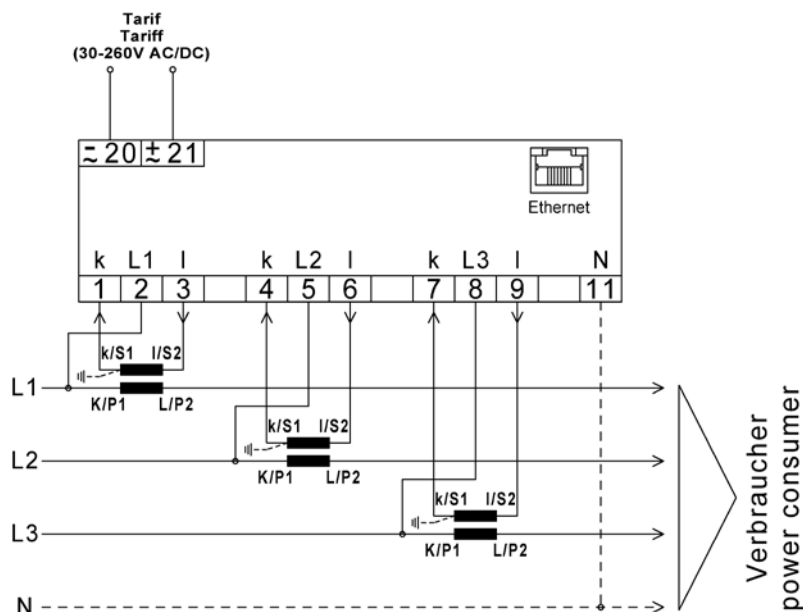 Tarif
Tariff
(30-260V AC/DC)
- ~ 20 ± ~ 21
Ethernet
k L1 l k L2 l k L3 l N
1 2 3 4 5 6 7 8 9 11
k/S1 l/S2
L1
K/P1 L/P2
k/S1 l/S2
L2
K/P1 L/P2
k/S1 l/S2
L3
K/P1 L/P2
N
Verbraucher
power consumer